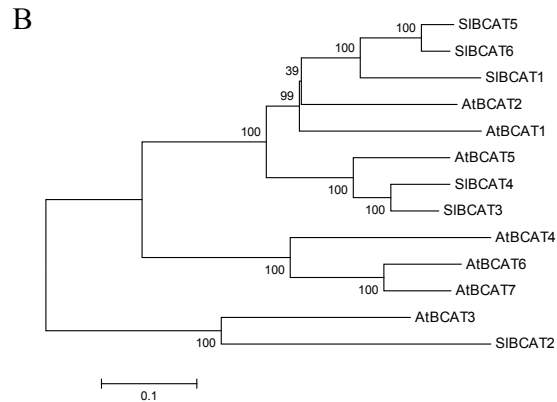 B
100
SlBCAT5
SlBCAT6
100
SlBCAT1
39
AtBCAT2
99
AtBCAT1
100
AtBCAT5
100
SlBCAT4
100
SlBCAT3
AtBCAT4
100
AtBCAT6
100
AtBCAT7
AtBCAT3
100
SlBCAT2
0.1